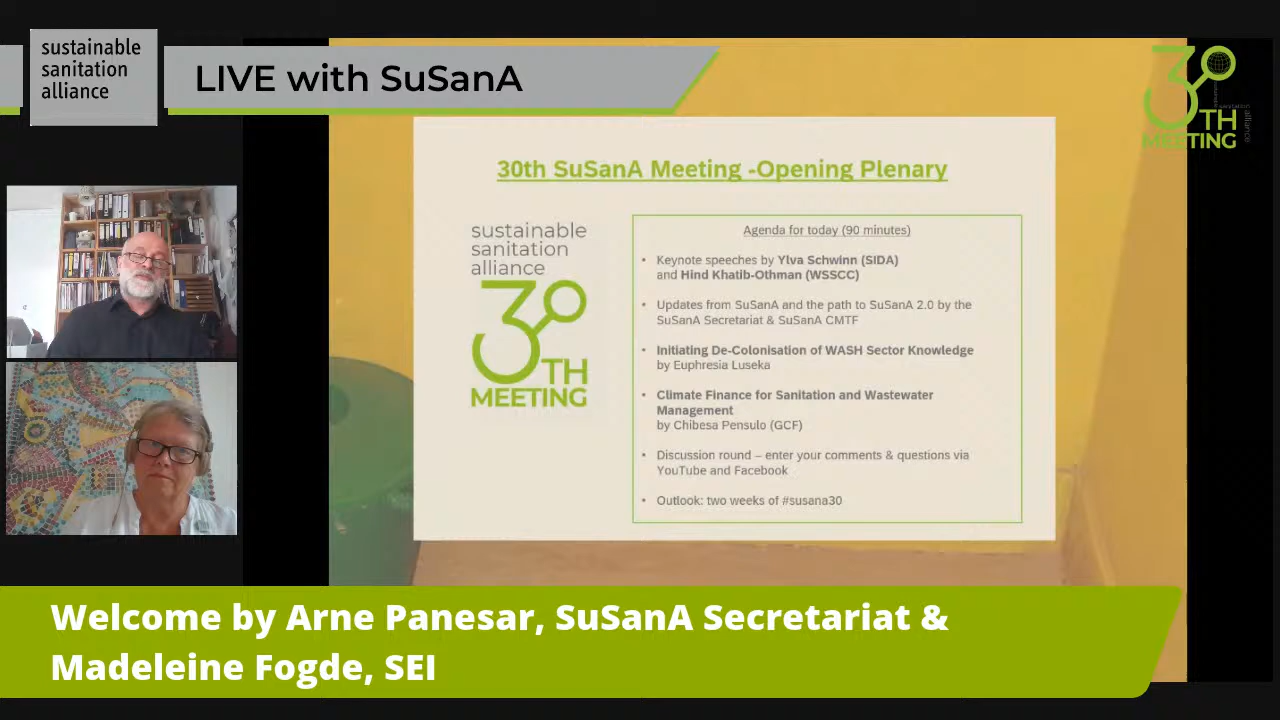 sustainable
sanitation
alliance
LIVE with SuSanA
30
TH
MEETING
sustainable
sanitation
alliance
30th SuSanA Meeting -Opening Plenary
sustainable
sanitation
alliance
30
TH
MEETING
Agenda for today (90 minutes)
• Keynote speeches by Ylva Schwinn (SIDA)
and Hind Khatib-Othman (WSSCC)
• Updates from SuSanA and the path to SuSanA 2.0 by the
SuSanA Secretariat & SuSanA CMTF
• Initiating De-Colonisation of WASH Sector Knowledge
by Euphresia Luseka
• Climate Finance for Sanitation and Wastewater
Management
by Chibesa Pensulo (GCF)
• Discussion round – enter your comments & questions via
YouTube and Facebook
• Outlook: two weeks of #susana30
Welcome by Arne Panesar, SuSanA Secretariat &
Madeleine Fogde, SEI